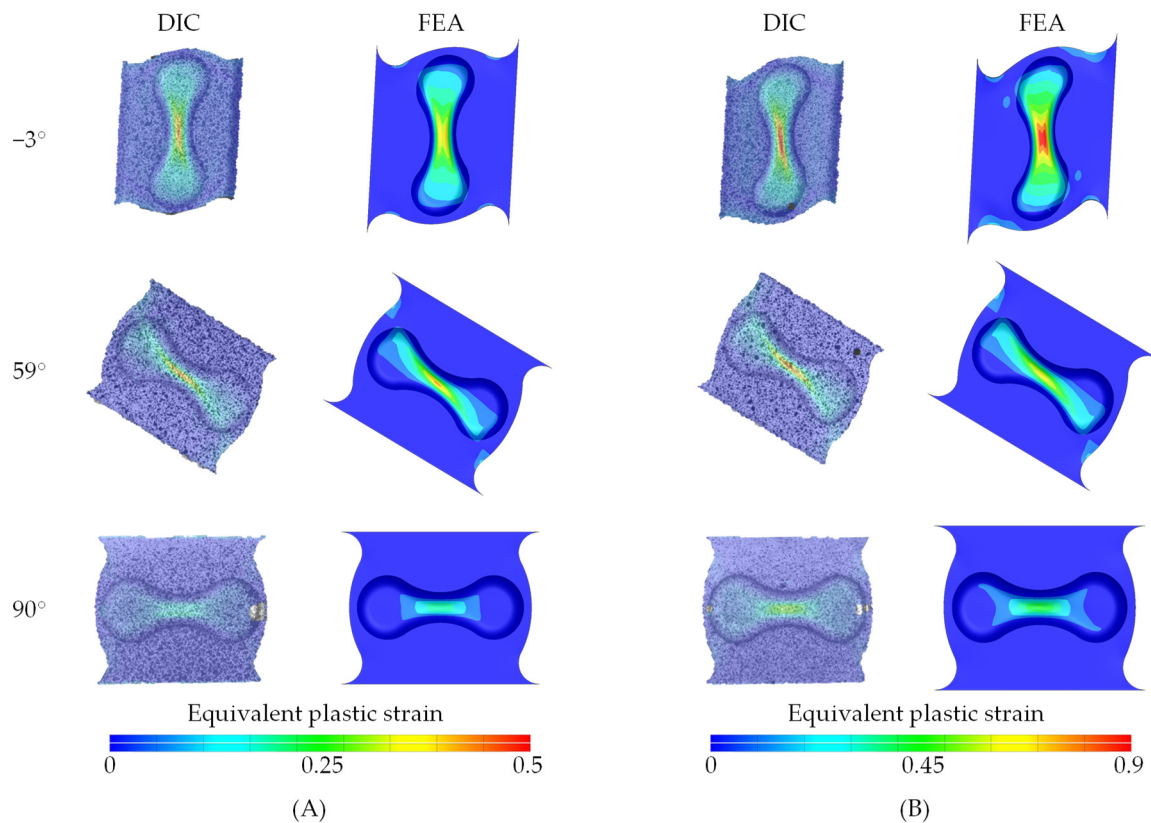 DIC FEA DIC FEA
−3°
59°
90°
Equivalent plastic strain Equivalent plastic strain
0 0.25 0.5 0 0.45 0.9
(A) (B)